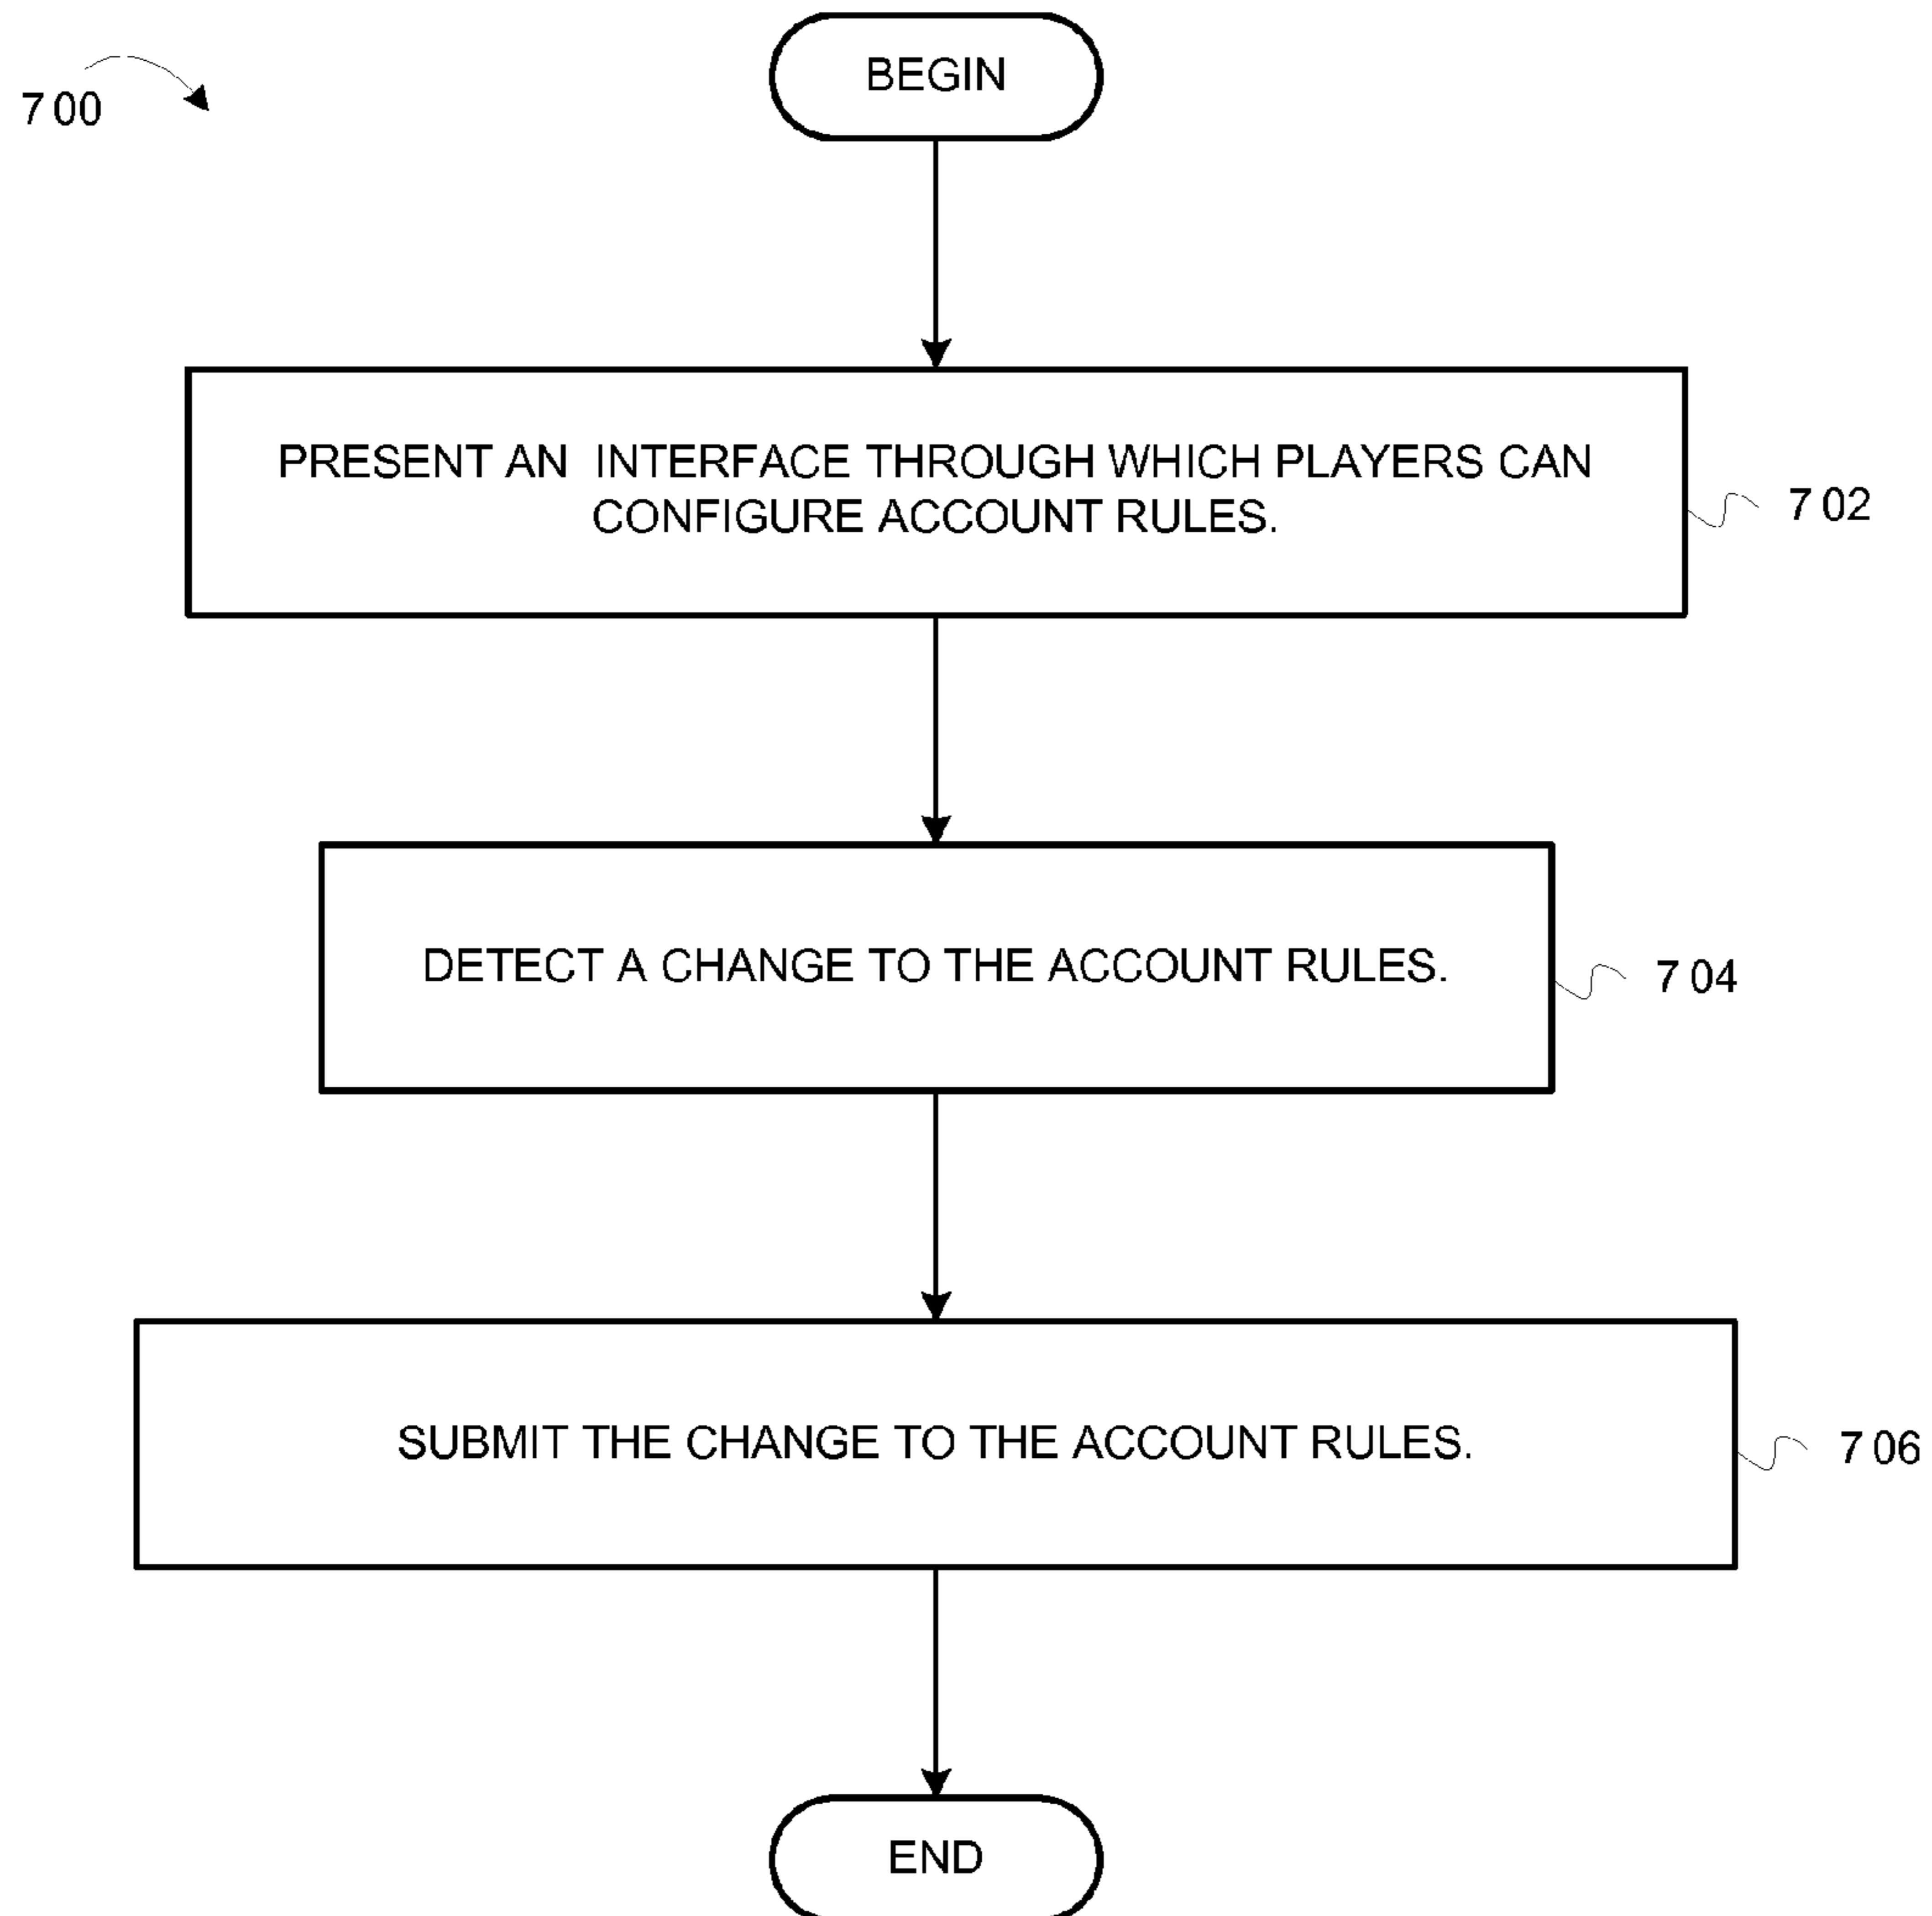 BEGIN
700
PRESENT AN INTERFACE THROUGH WHICH PLAYERS CAN
CONFIGURE ACCOUNT RULES.
702
DETECT A CHANGE TO THE ACCOUNT RULES.
704
SUBMIT THE CHANGE TO THE ACCOUNT RULES.
706
END